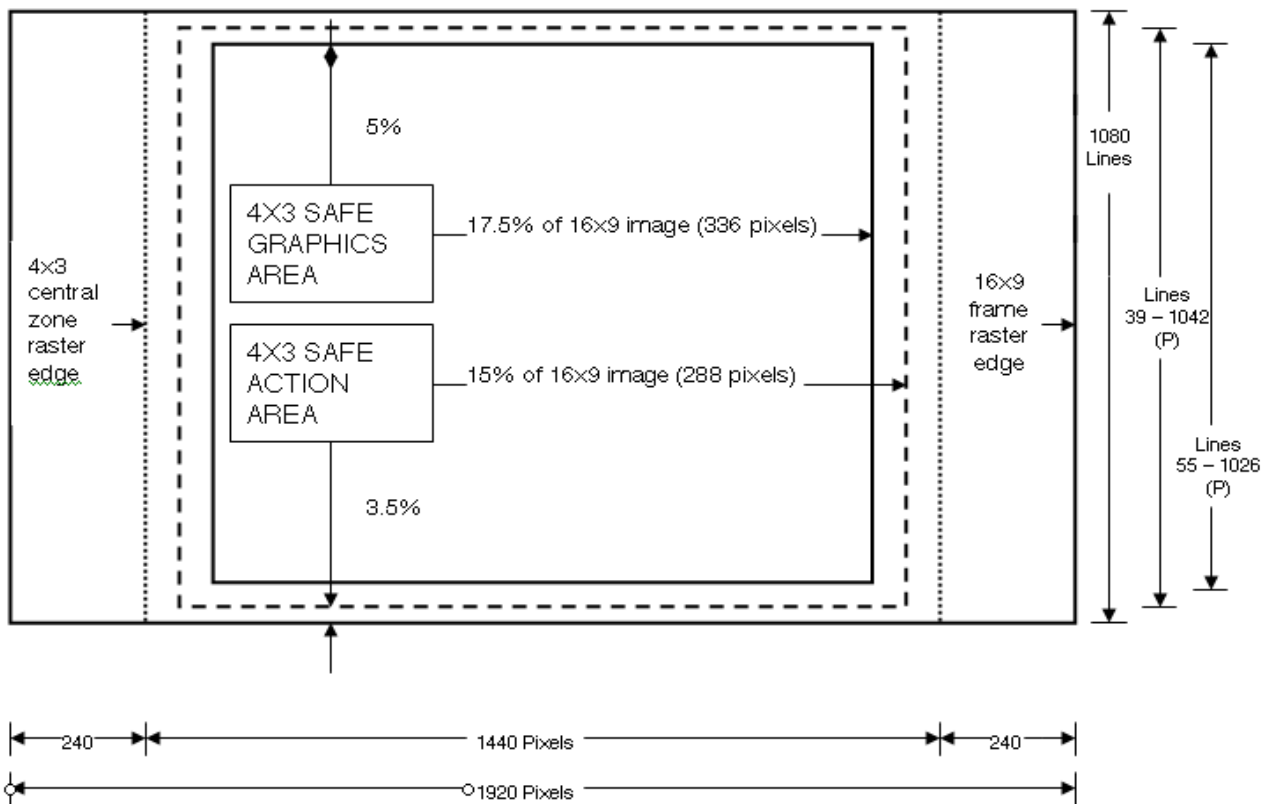 5%
1080
Lines
4X3 SAFE
GRAPHICS
AREA
17.5% of 16x9 image (336 pixels)
4x3
central
zone
raster
edge
16x9
frame
raster
edge
Lines
39 – 1042
(P)
4X3 SAFE
ACTION
AREA
15% of 16x9 image (288 pixels)
Lines
55 – 1026
(P)
3.5%
240
1440 Pixels
240
1920 Pixels